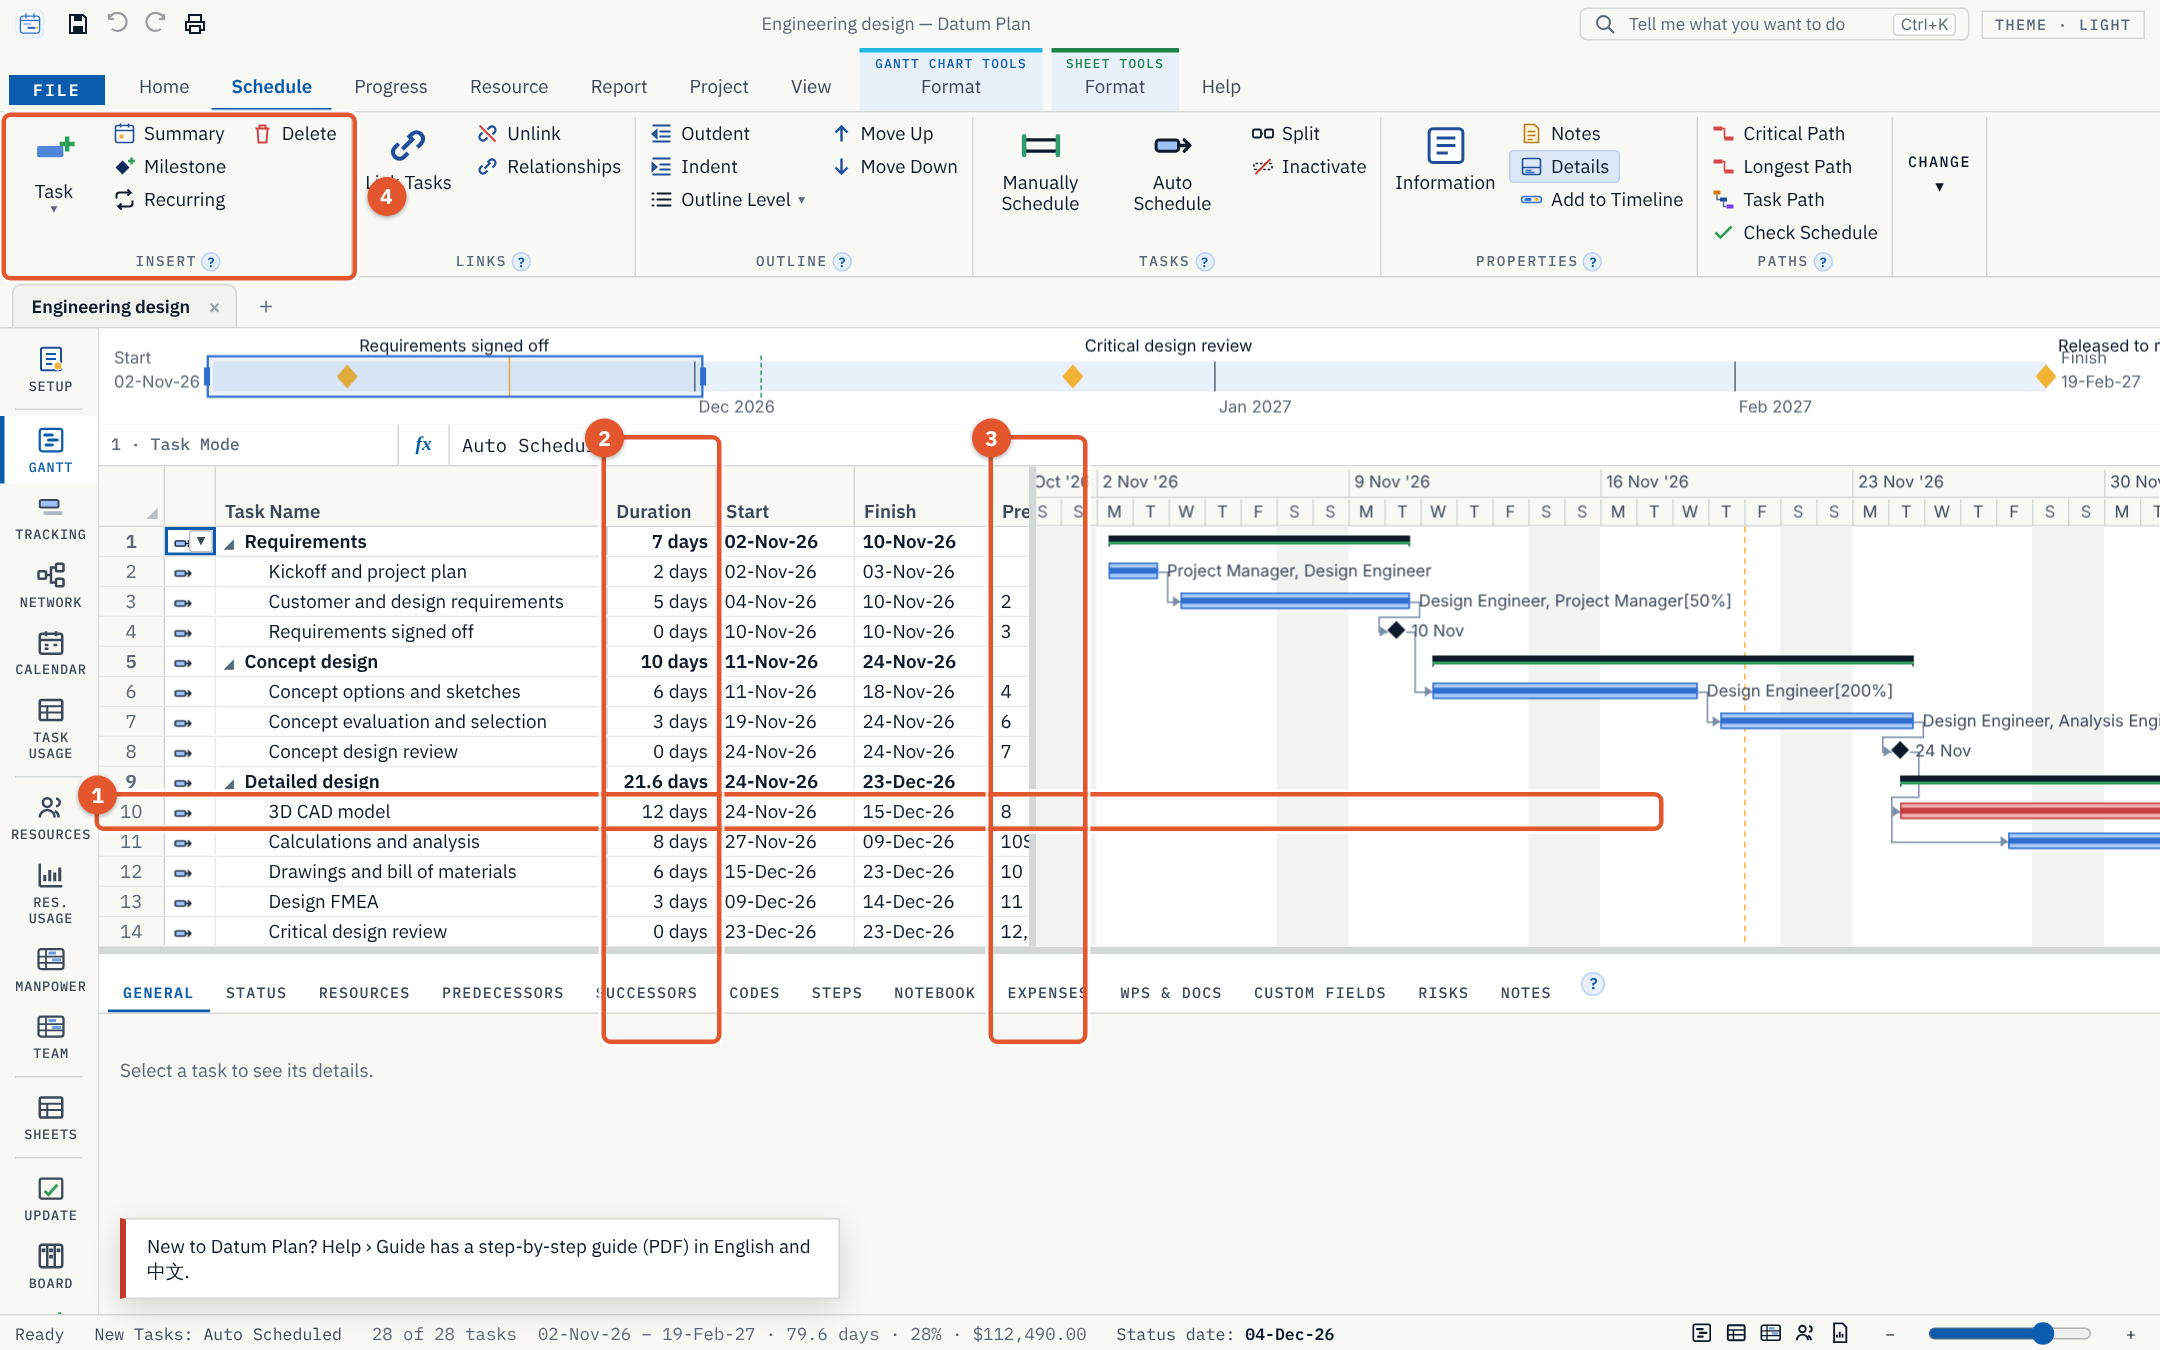 Engineering design — Datum Plan
Tell me what you want to do Ctrl+K
THEME · LIGHT
GANTT CHART TOOLS SHEET TOOLS
FILE Home Schedule Progress Resource Report Project View Format Format Help
Task
Summary Delete
Milestone
Recurring
INSERT ?
4
Tasks
Unlink
Relationships
LINKS ?
Outdent Move Up
Indent Move Down
Outline Level
OUTLINE ?
Manually Schedule
Auto Schedule
Split
Inactivate
TASKS ?
Information
Notes
Details
Add to Timeline
PROPERTIES ?
Critical Path
Longest Path
Task Path
Check Schedule
PATHS ?
CHANGE
Engineering design × +
SETUP
GANTT
TRACKING
NETWORK
CALENDAR
TASK USAGE
RESOURCES
RES. USAGE
MANPOWER
TEAM
SHEETS
UPDATE
BOARD
Start
02-Nov-26
Requirements signed off Critical design review Released to
Finish
19-Feb-27
Dec 2026 Jan 2027 Feb 2027
1 · Task Mode fx Auto
2 3
Task Name Duration Start Finish Pre
Oct '26 2 Nov '26 9 Nov '26 16 Nov '26 23 Nov '26 30
S S M T W T F S S M T W T F S S M T W T F S S M T W T F S S M T
1 Requirements 7 days 02-Nov-26 10-Nov-26
2 Kickoff and project plan 2 days 02-Nov-26 03-Nov-26 Project Manager, Design Engineer
3 Customer and design requirements 5 days 04-Nov-26 10-Nov-26 2 Design Engineer, Project Manager[50%]
4 Requirements signed off 0 days 10-Nov-26 10-Nov-26 3 10 Nov
5 Concept design 10 days 11-Nov-26 24-Nov-26
6 Concept options and sketches 6 days 11-Nov-26 18-Nov-26 4 Design Engineer[200%]
7 Concept evaluation and selection 3 days 19-Nov-26 24-Nov-26 6 Design Engineer, Analysis
8 Concept design review 0 days 24-Nov-26 24-Nov-26 7 24 Nov
9 Detailed design 21.6 days 24-Nov-26 23-Dec-26
1
10 3D CAD model 12 days 24-Nov-26 15-Dec-26 8
11 Calculations and analysis 8 days 27-Nov-26 09-Dec-26 10S
12 Drawings and bill of materials 6 days 15-Dec-26 23-Dec-26 10
13 Design FMEA 3 days 09-Dec-26 14-Dec-26 11
14 Critical design review 0 days 23-Dec-26 23-Dec-26 12,
GENERAL STATUS RESOURCES PREDECESSORS SUCCESSORS CODES STEPS NOTEBOOK EXPENSES WPS & DOCS CUSTOM FIELDS RISKS NOTES ?
Select a task to see its details.
New to Datum Plan? Help › Guide has a step-by-step guide (PDF) in English and
中文.
Ready New Tasks: Auto Scheduled 28 of 28 tasks 02-Nov-26 – 19-Feb-27 · 79.6 days · 28% · $112,490.00 Status date: 04-Dec-26 − +